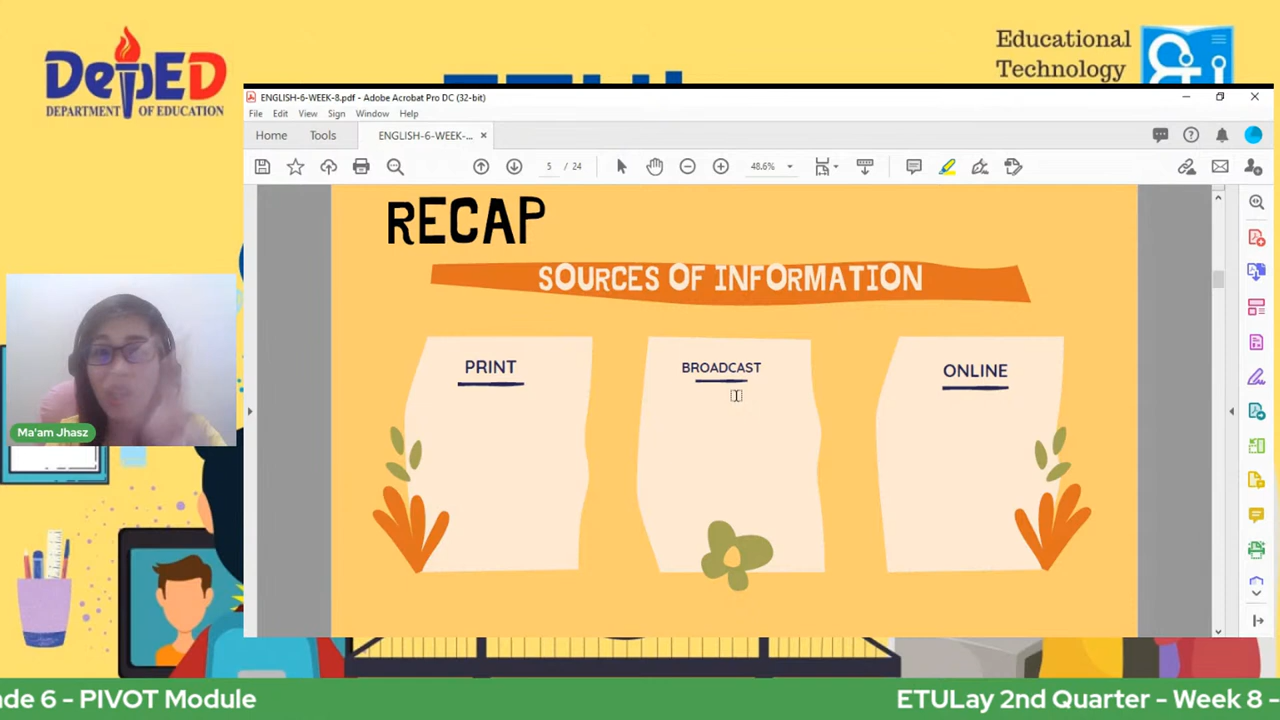 DepED
DEPARTMENT OF EDUCATION
Educational
Technology
ENGLISH-6-WEEK-8.pdf - Adobe Acrobat Pro DC (32-bit)
File Edit View Sign Window Help
Home Tools ENGLISH-6-WEEK-...
5 / 24 48.6%
RECAP
SOURCES OF INFORMATION
PRINT
BROADCAST
ONLINE
Ma'am Jhasz
de 6 - PIVOT Module
ETULay 2nd Quarter - Week 8 -